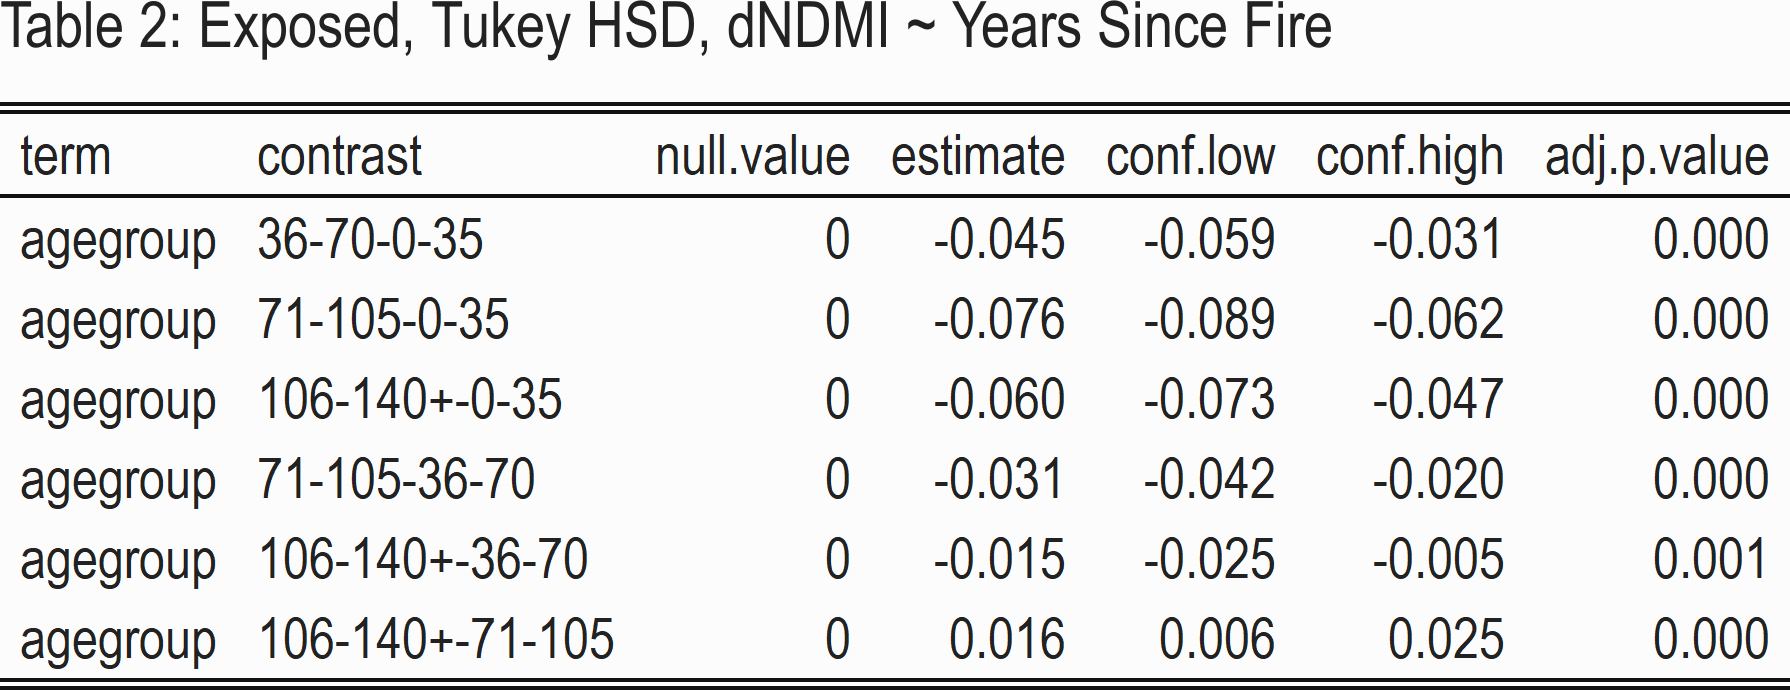 Table 2: Exposed, Tukey HSD, dNDMI ~ Years Since Fire
term contrast null.value estimate conf.low conf.high adj.p.value
agegroup 36-70-0-35 0 -0.045 -0.059 -0.031 0.000
agegroup 71-105-0-35 0 -0.076 -0.089 -0.062 0.000
agegroup 106-140+-0-35 0 -0.060 -0.073 -0.047 0.000
agegroup 71-105-36-70 0 -0.031 -0.042 -0.020 0.000
agegroup 106-140+-36-70 0 -0.015 -0.025 -0.005 0.001
agegroup 106-140+-71-105 0 0.016 0.006 0.025 0.000